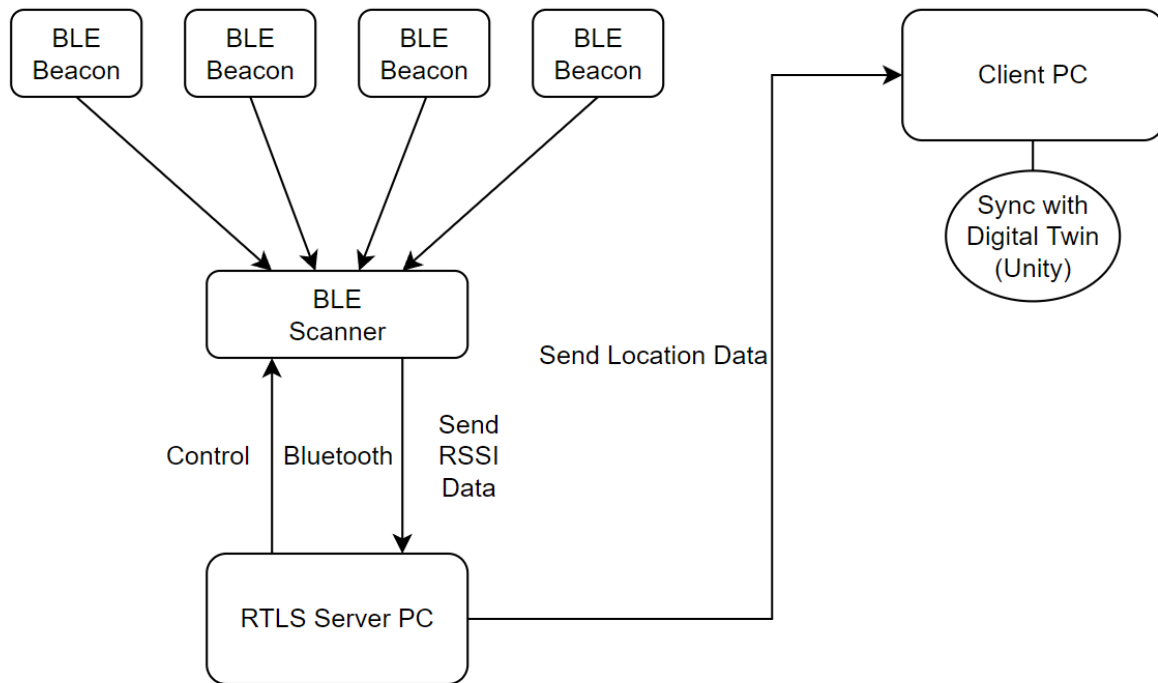 BLE
Beacon
BLE
Beacon
BLE
Beacon
BLE
Beacon
Client PC
Sync with
Digital Twin
(Unity)
BLE
Scanner
Send Location Data
Control
Bluetooth
Send
RSSI
Data
RTLS Server PC